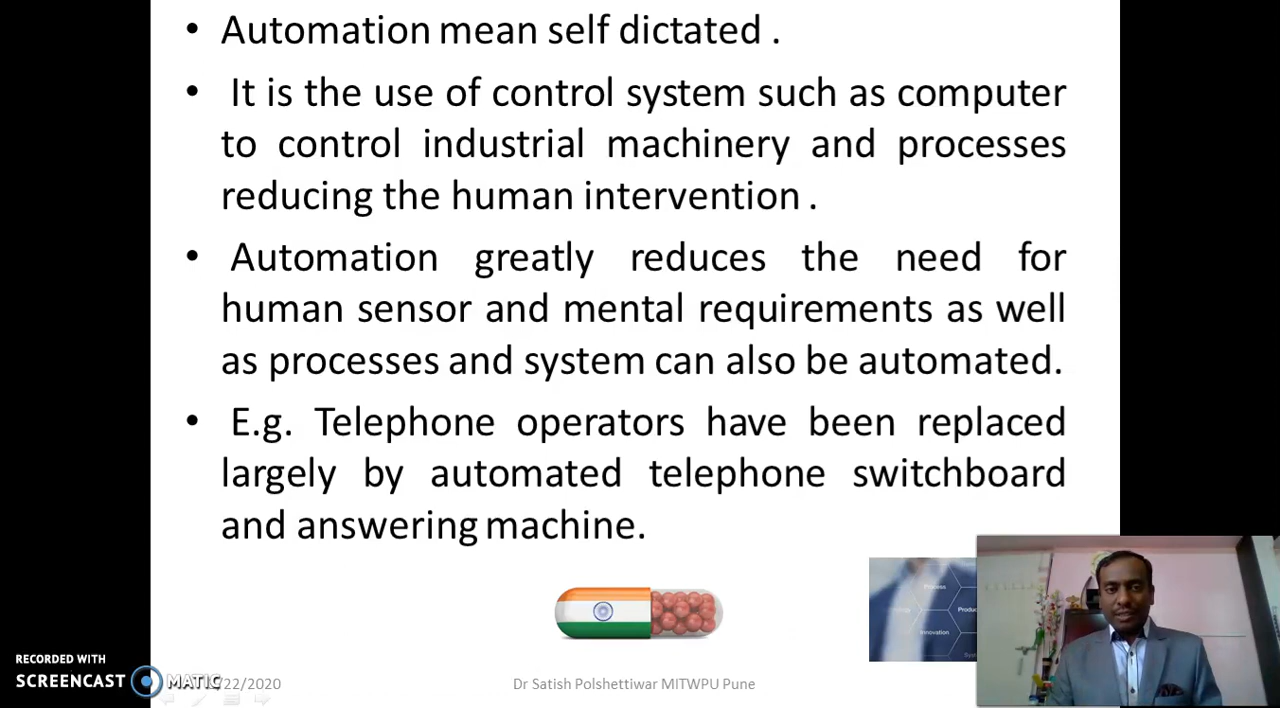 • Automation mean self dictated .
• It is the use of control system such as computer
to control industrial machinery and processes
reducing the human intervention .
• Automation greatly reduces the need for
human sensor and mental requirements as well
as processes and system can also be automated.
• E.g. Telephone operators have been replaced
largely by automated telephone switchboard
and answering machine.
Process
Innovation
RECORDED WITH
SCREENCAST MATIC
/22/2020
Dr Satish Polshettiwar MITWPU Pune